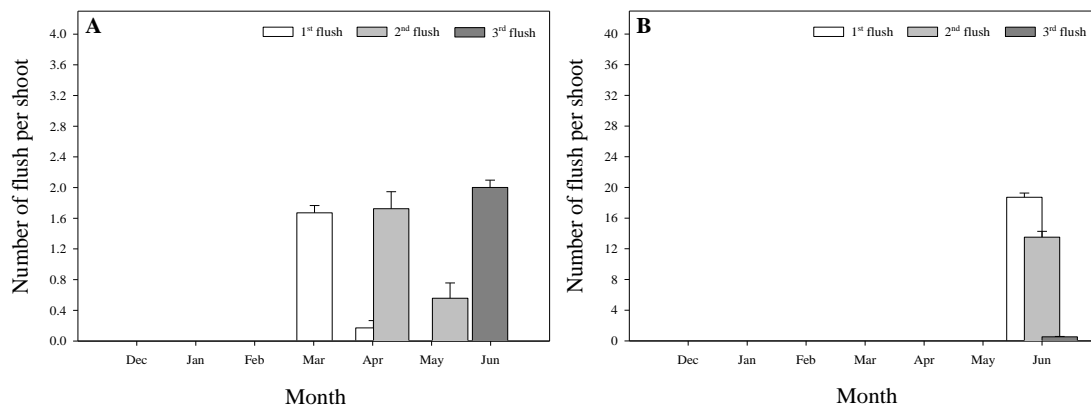 A
1st flush 2nd flush 3rd flush
Number of flush per shoot
4.0
3.6
3.2
2.8
2.4
2.0
1.6
1.2
0.8
0.4
0.0
Dec Jan Feb Mar Apr May Jun
Month
B
1st flush 2nd flush 3rd flush
Number of flush per shoot
40
36
32
28
24
20
16
12
8
4
0
Dec Jan Feb Mar Apr May Jun
Month